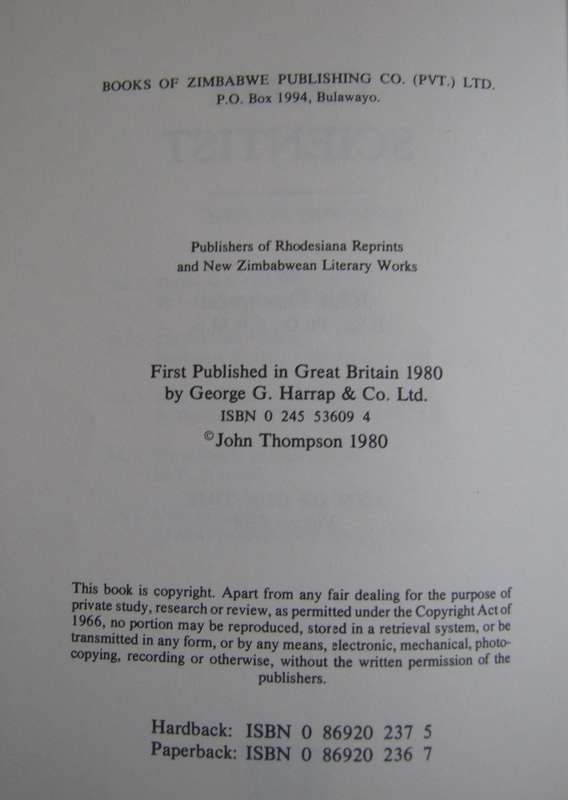 BOOKS OF ZIMBABWE PUBLISHING CO. (PVT.) LTD.
P.O. Box 1994, Bulawayo.
SCIENTIST
Publishers of Rhodesiana Reprints
and New Zimbabwean Literary Works
First Published in Great Britain 1980
by George G. Harrap & Co. Ltd.
ISBN 0 245 53609 4
©John Thompson 1980
This book is copyright. Apart from any fair dealing for the purpose of
private study, research or review, as permitted under the Copyright Act of
1966, no portion may be reproduced, stored in a retrieval system, or be
transmitted in any form, or by any means, electronic, mechanical, photo-
copying, recording or otherwise, without the written permission of the
publishers.
Hardback: ISBN 0 86920 237 5
Paperback: ISBN 0 86920 236 7